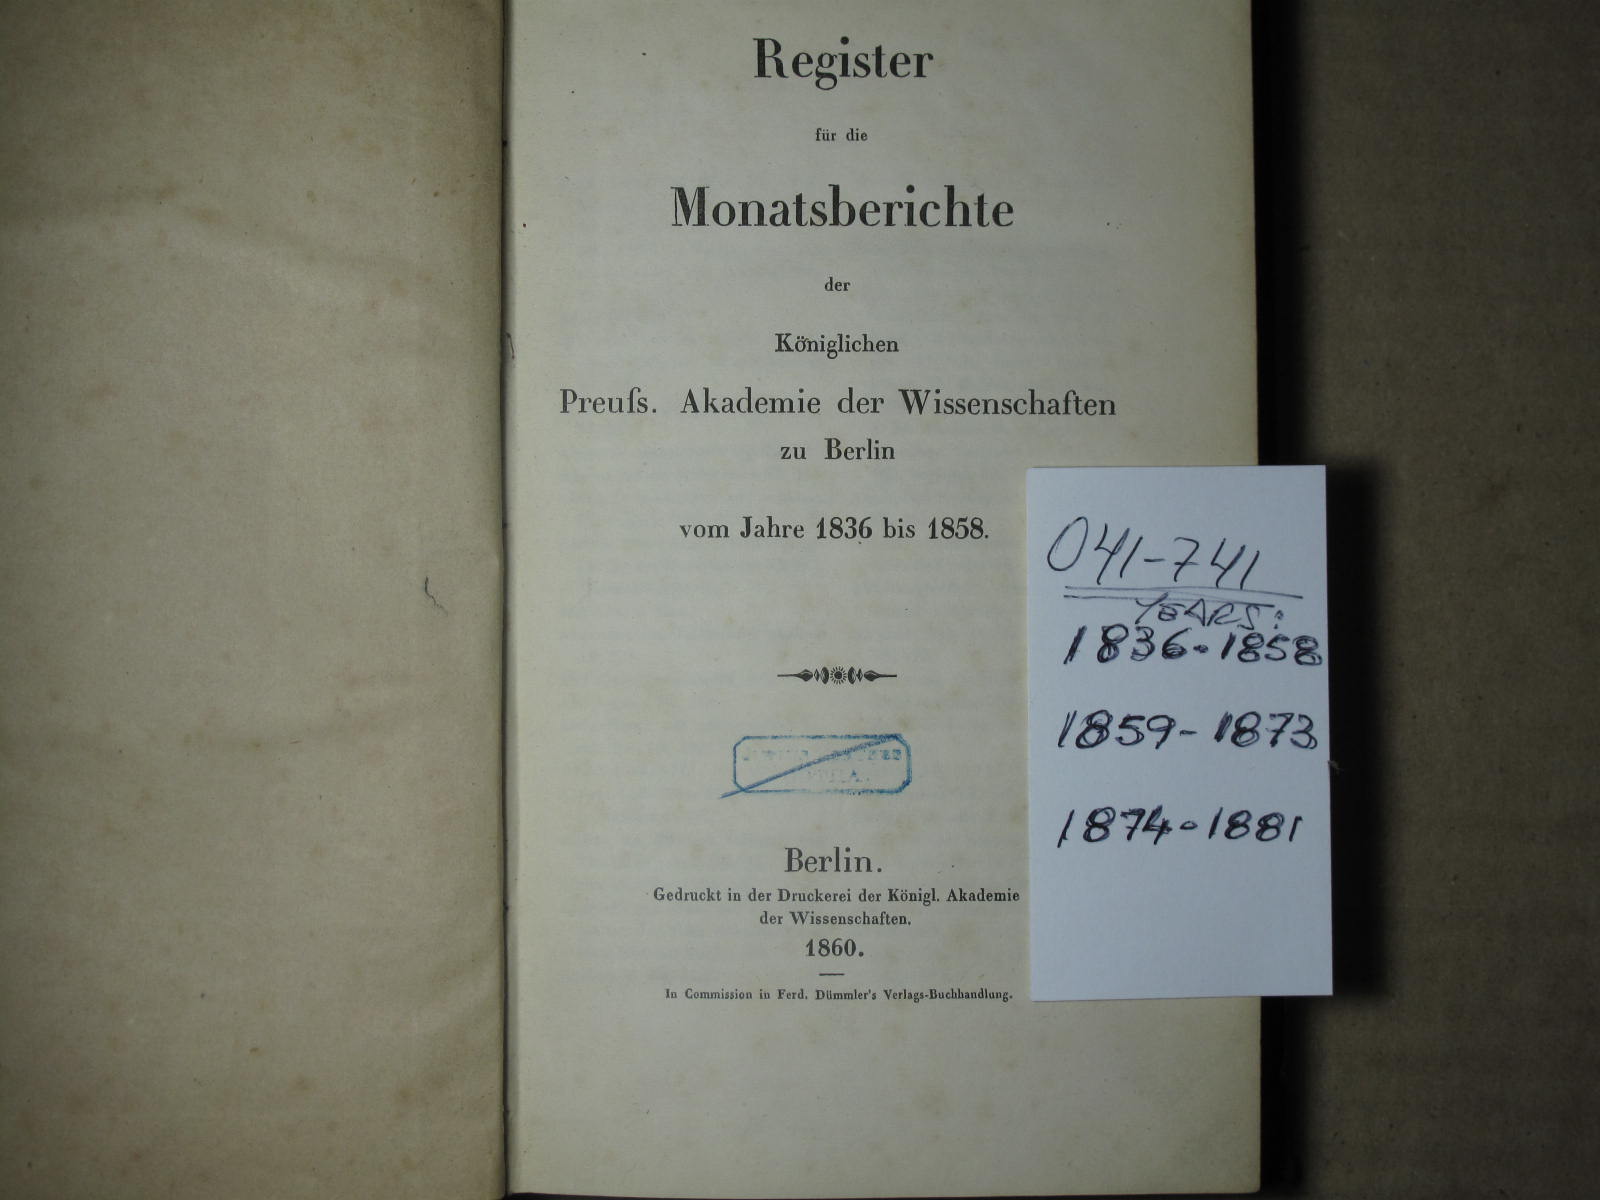 Register
für die
Monatsberichte
der
Königlichen
Preuſs. Akademie der Wissenschaften
zu Berlin
vom Jahre 1836 bis 1858.
Berlin.
Gedruckt in der Druckerei der Königl. Akademie
der Wissenschaften.
1860.
In Commission in Ferd. Dümmler's Verlags-Buchhandlung.
041-741
YEARS:
1836-1858
1859-1873
1874-1881